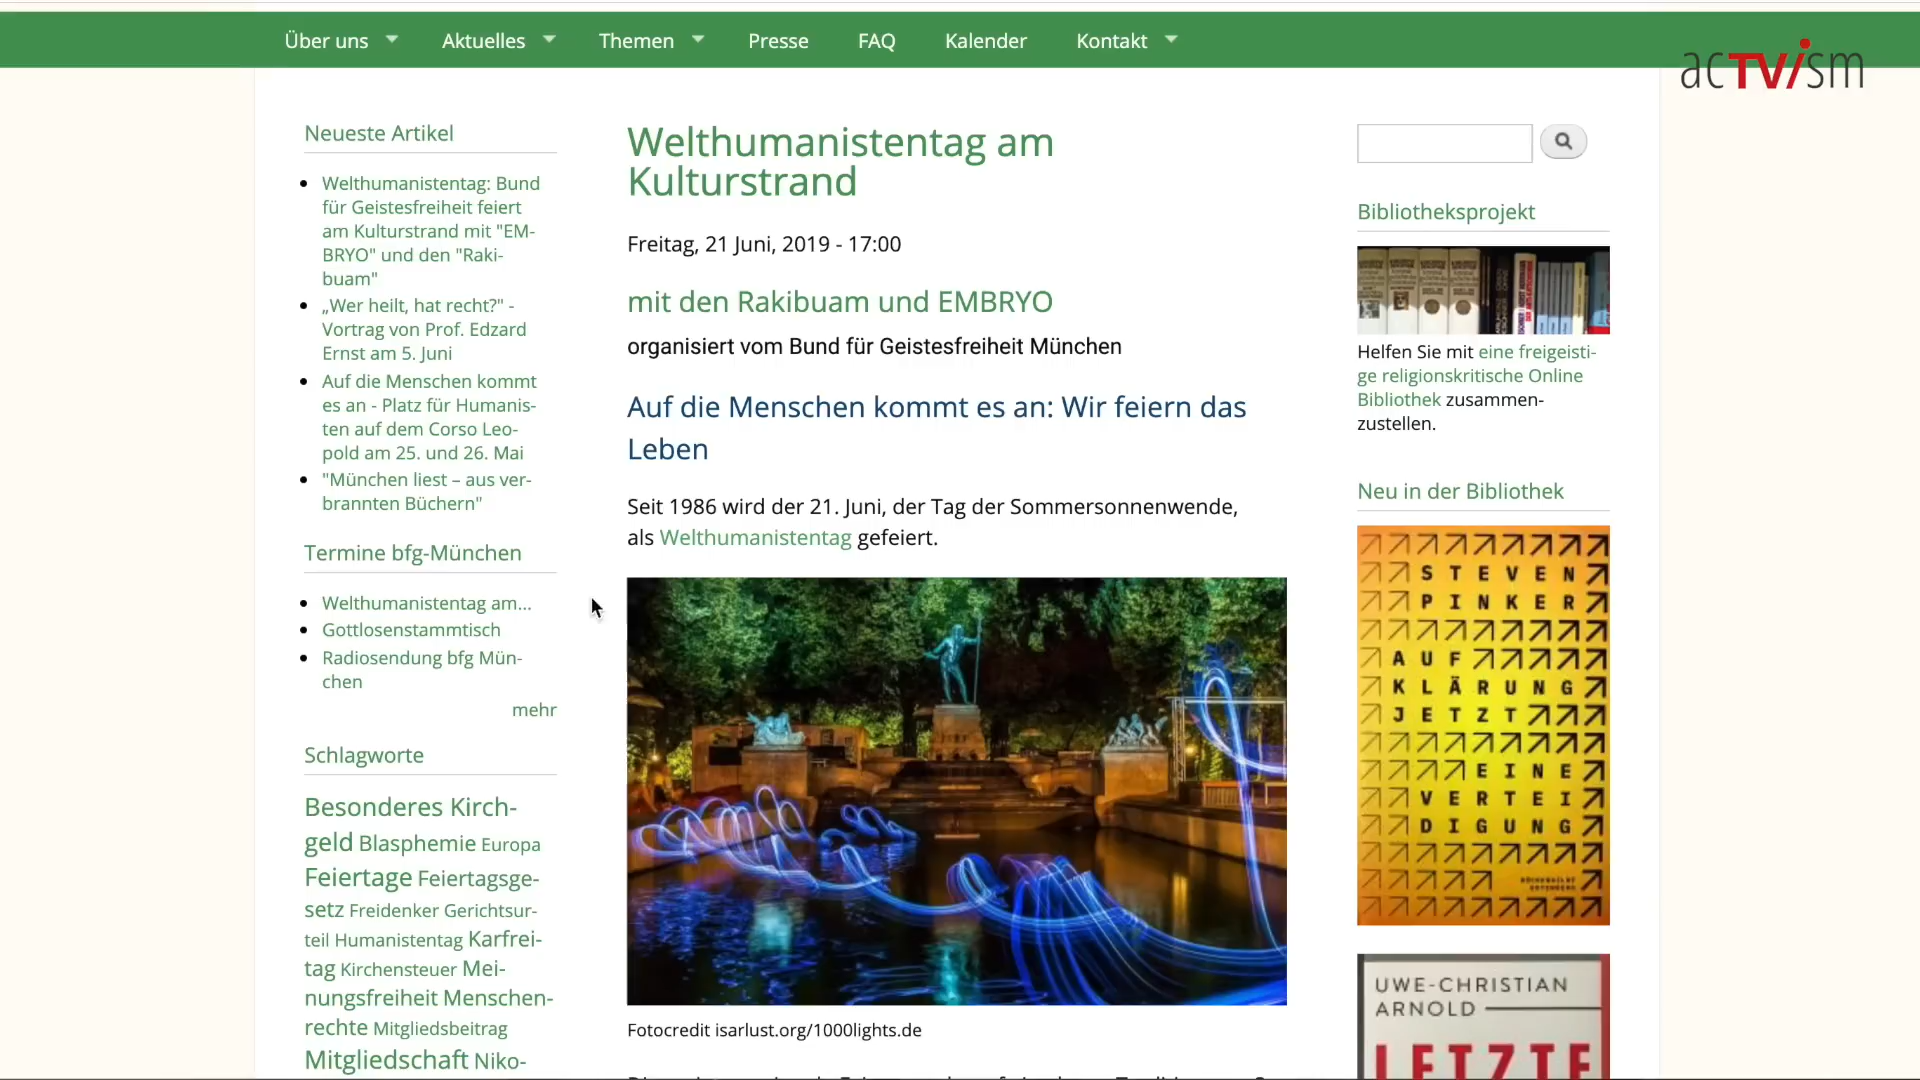 Über uns
Aktuelles
Themen
Presse
FAQ
Kalender
Kontakt
acTVism
Neueste Artikel
Welthumanistentag: Bund
für Geistesfreiheit feiert
am Kulturstrand mit "EM-
BRYO" und den "Raki-
buam"
„Wer heilt, hat recht?" -
Vortrag von Prof. Edzard
Ernst am 5. Juni
Auf die Menschen kommt
es an - Platz für Humanis-
ten auf dem Corso Leo-
pold am 25. und 26. Mai
"München liest – aus ver-
brannten Büchern"
Termine bfg-München
Welthumanistentag am...
Gottlosenstammtisch
Radiosendung bfg Mün-
chen
mehr
Schlagworte
Besonderes Kirch-
geld Blasphemie Europa
Feiertage Feiertagsge-
setz Freidenker Gerichtsur-
teil Humanistentag Karfrei-
tag Kirchensteuer Mei-
nungsfreiheit Menschen-
rechte Mitgliedsbeitrag
Mitgliedschaft Niko-
Welthumanistentag am
Kulturstrand
Freitag, 21 Juni, 2019 - 17:00
mit den Rakibuam und EMBRYO
organisiert vom Bund für Geistesfreiheit München
Auf die Menschen kommt es an: Wir feiern das
Leben
Seit 1986 wird der 21. Juni, der Tag der Sommersonnenwende,
als Welthumanistentag gefeiert.
Fotocredit isarlust.org/1000lights.de
Bibliotheksprojekt
Helfen Sie mit eine freigeisti-
ge religionskritische Online
Bibliothek zusammen-
zustellen.
Neu in der Bibliothek
STEVEN
PINKER
AUF
KLÄRUNG
JETZT
EINE
VERTEI
DIGUNG
UWE-CHRISTIAN
ARNOLD
LETZTE